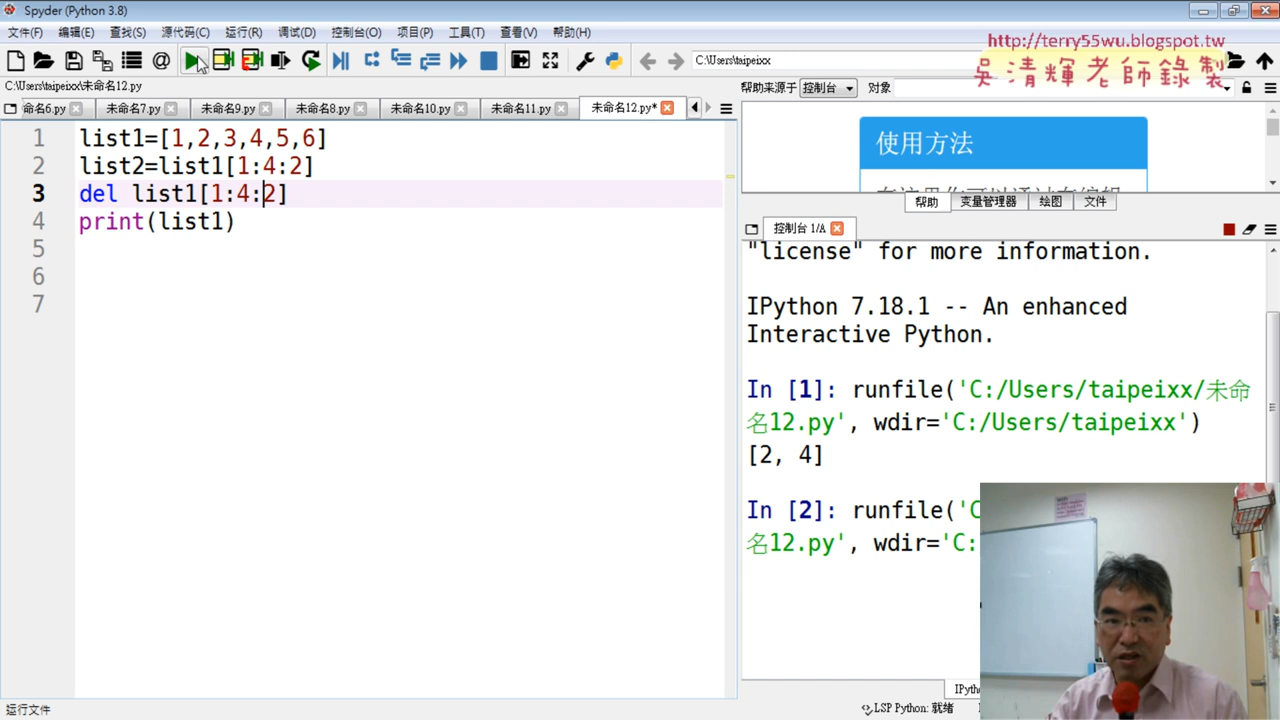 Spyder (Python 3.8)
文件(F) 编辑(E) 查找(S) 源代码(C) 运行(R) 调试(D) 控制台(O) 项目(P) 工具(T) 查看(V) 帮助(H)
http://terry55wu.blogspot.tw
吳清輝老師錄製
C:\Users\taipeixx
C:\Users\taipeixx\未命名12.py
帮助来源于 控制台 对象
命名6.py 未命名7.py 未命名9.py 未命名8.py 未命名10.py 未命名11.py 未命名12.py*
1 list1=[1,2,3,4,5,6]
2 list2=list1[1:4:2]
3 del list1[1:4:2]
4 print(list1)
5
6
7
使用方法
帮助 变量管理器 绘图 文件
控制台 1/A
"license" for more information.
IPython 7.18.1 -- An enhanced
Interactive Python.
In [1]: runfile('C:/Users/taipeixx/未命
名12.py', wdir='C:/Users/taipeixx')
[2, 4]
In [2]: runfile('C
名12.py', wdir='C:
运行文件
LSP Python: 就绪